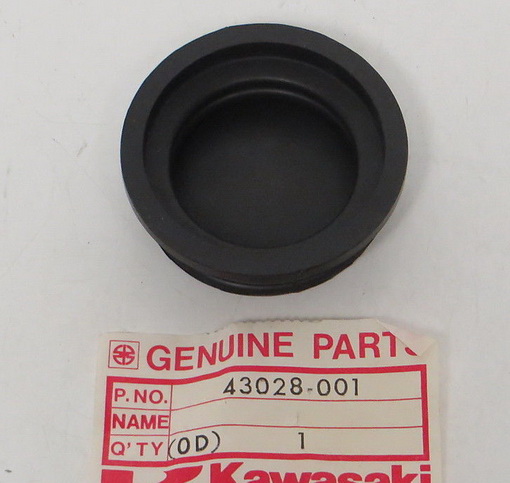 GENUINE PARTS
P. NO. 43028-001
NAME
Q'TY (OD) 1
Kawasaki